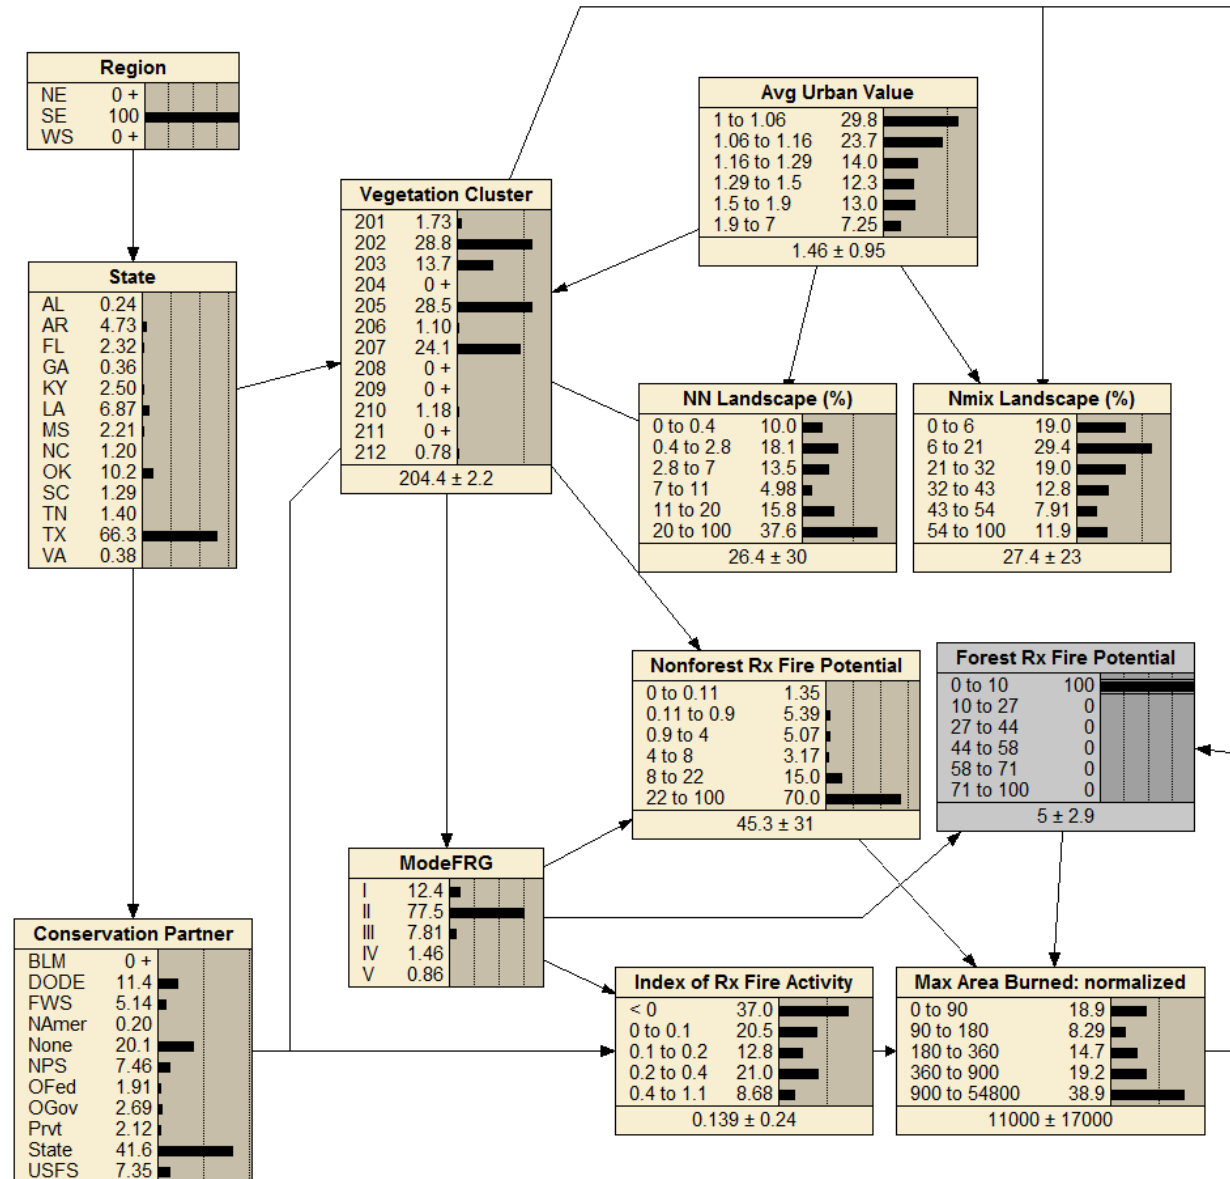 Region
NE 0 +
SE 100
WS 0 +
Avg Urban Value
1 to 1.06 29.8
1.06 to 1.16 23.7
1.16 to 1.29 14.0
1.29 to 1.5 12.3
1.5 to 1.9 13.0
1.9 to 7 7.25
1.46 ± 0.95
Vegetation Cluster
201 1.73
202 28.8
203 13.7
204 0 +
205 28.5
206 1.10
207 24.1
208 0 +
209 0 +
210 1.18
211 0 +
212 0.78
204.4 ± 2.2
State
AL 0.24
AR 4.73
FL 2.32
GA 0.36
KY 2.50
LA 6.87
MS 2.21
NC 1.20
OK 10.2
SC 1.29
TN 1.40
TX 66.3
VA 0.38
NN Landscape (%)
0 to 0.4 10.0
0.4 to 2.8 18.1
2.8 to 7 13.5
7 to 11 4.98
11 to 20 15.8
20 to 100 37.6
26.4 ± 30
Nmix Landscape (%)
0 to 6 19.0
6 to 21 29.4
21 to 32 19.0
32 to 43 12.8
43 to 54 7.91
54 to 100 11.9
27.4 ± 23
Nonforest Rx Fire Potential
0 to 0.11 1.35
0.11 to 0.9 5.39
0.9 to 4 5.07
4 to 8 3.17
8 to 22 15.0
22 to 100 70.0
45.3 ± 31
Forest Rx Fire Potential
0 to 10 100
10 to 27 0
27 to 44 0
44 to 58 0
58 to 71 0
71 to 100 0
5 ± 2.9
ModeFRG
I 12.4
II 77.5
III 7.81
IV 1.46
V 0.86
Conservation Partner
BLM 0 +
DODE 11.4
FWS 5.14
NAmer 0.20
None 20.1
NPS 7.46
OFed 1.91
OGov 2.69
Prvt 2.12
State 41.6
USFS 7.35
Index of Rx Fire Activity
< 0 37.0
0 to 0.1 20.5
0.1 to 0.2 12.8
0.2 to 0.4 21.0
0.4 to 1.1 8.68
0.139 ± 0.24
Max Area Burned: normalized
0 to 90 18.9
90 to 180 8.29
180 to 360 14.7
360 to 900 19.2
900 to 54800 38.9
11000 ± 17000